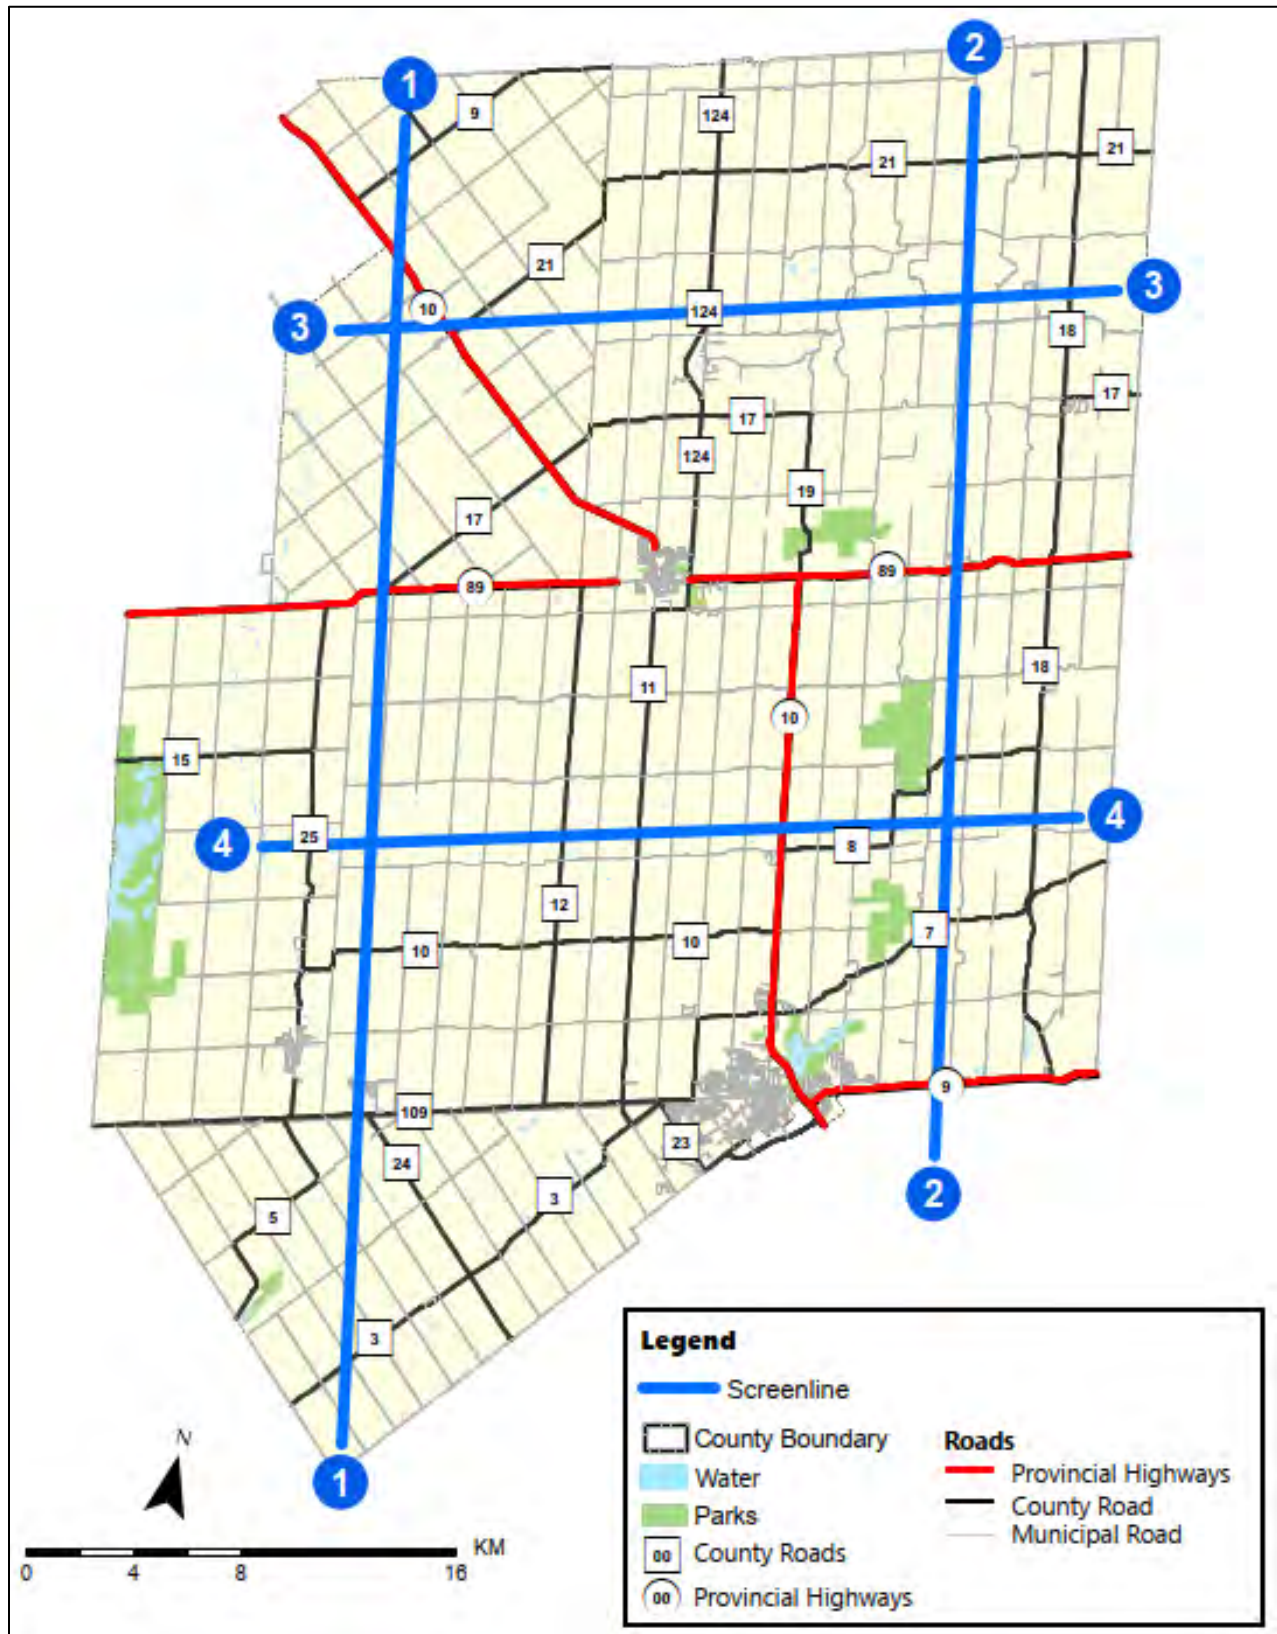 2
1
9
124
21
21
21
3
10
3
124
18
17
17
124
19
17
89
89
18
11
10
15
4
4
25
8
12
7
10
10
9
109
23
24
3
2
5
3
1
Legend
Screenline
County Boundary
Water
Parks
00 County Roads
00 Provincial Highways
Roads
Provincial Highways
County Road
Municipal Road
N
KM
0 4 8 16